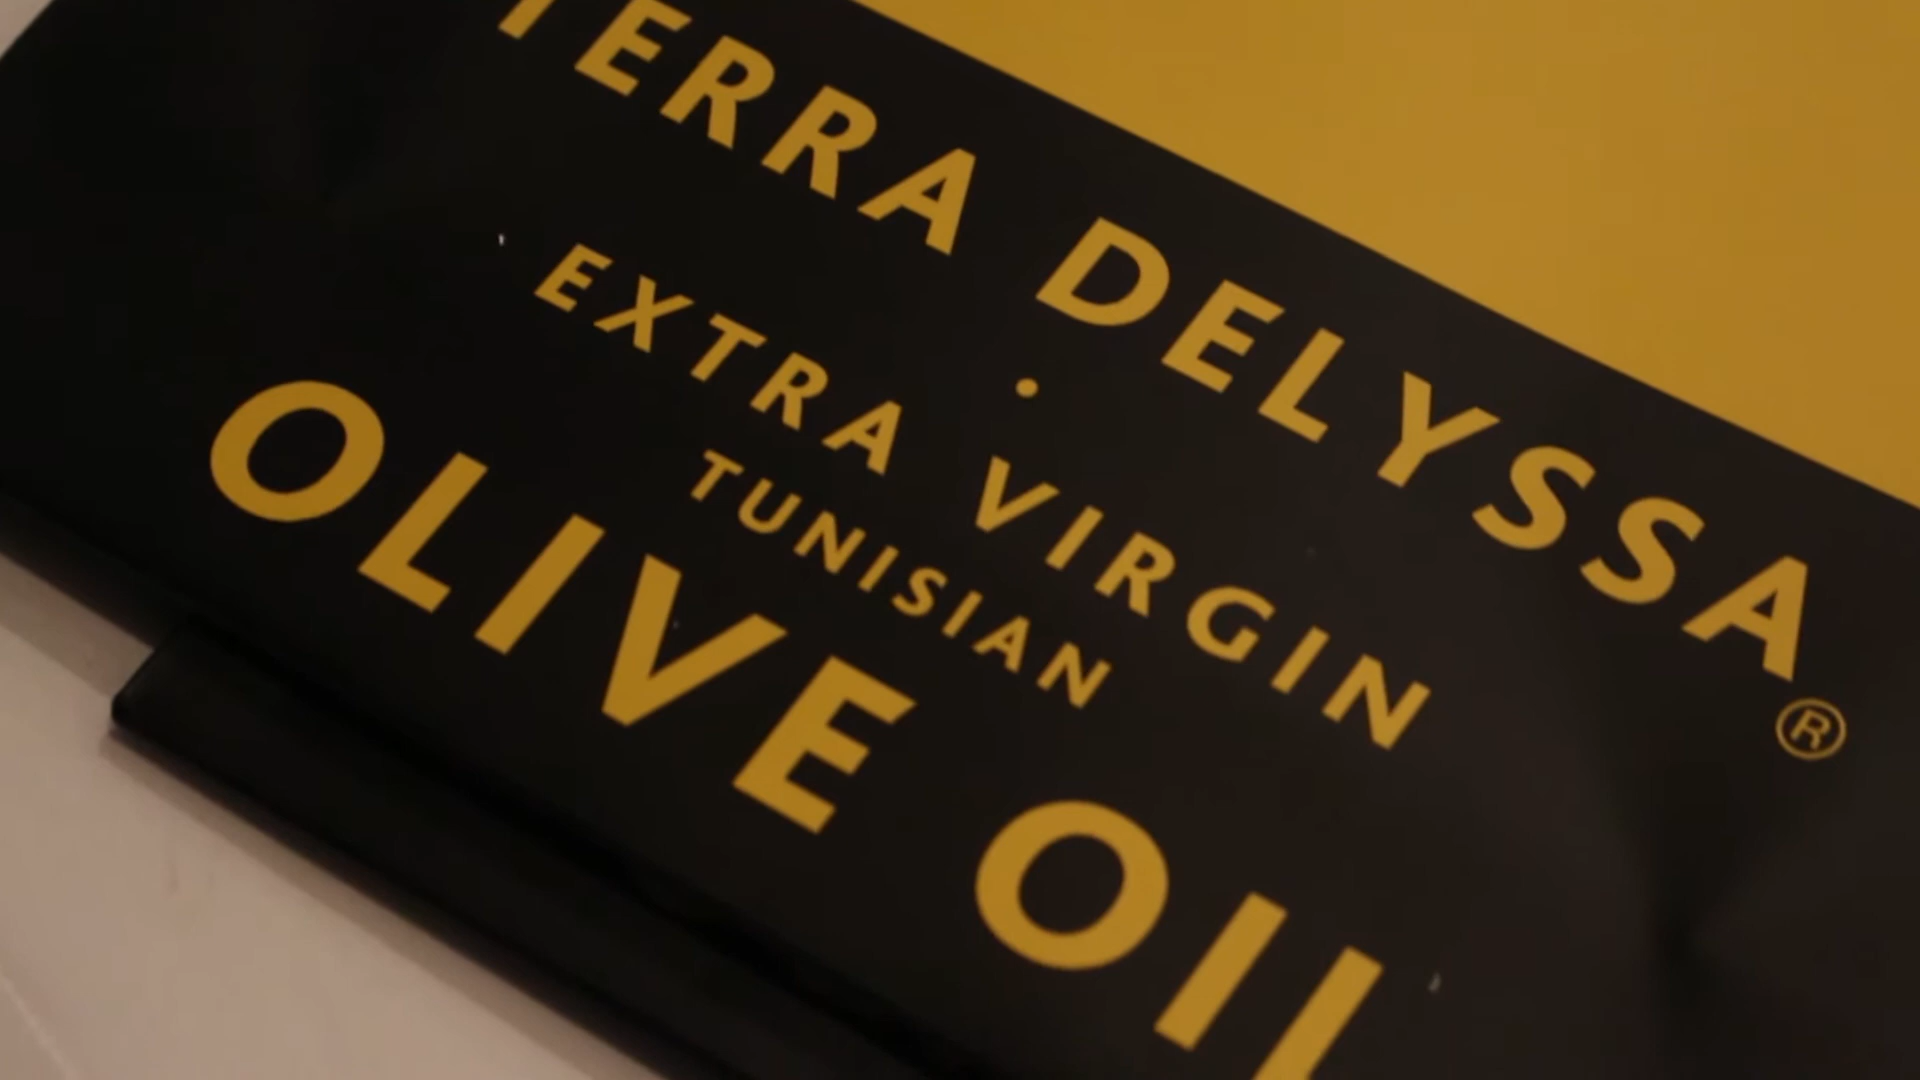 TERRA DELYSSA®
•
EXTRA VIRGIN
TUNISIAN
OLIVE OIL